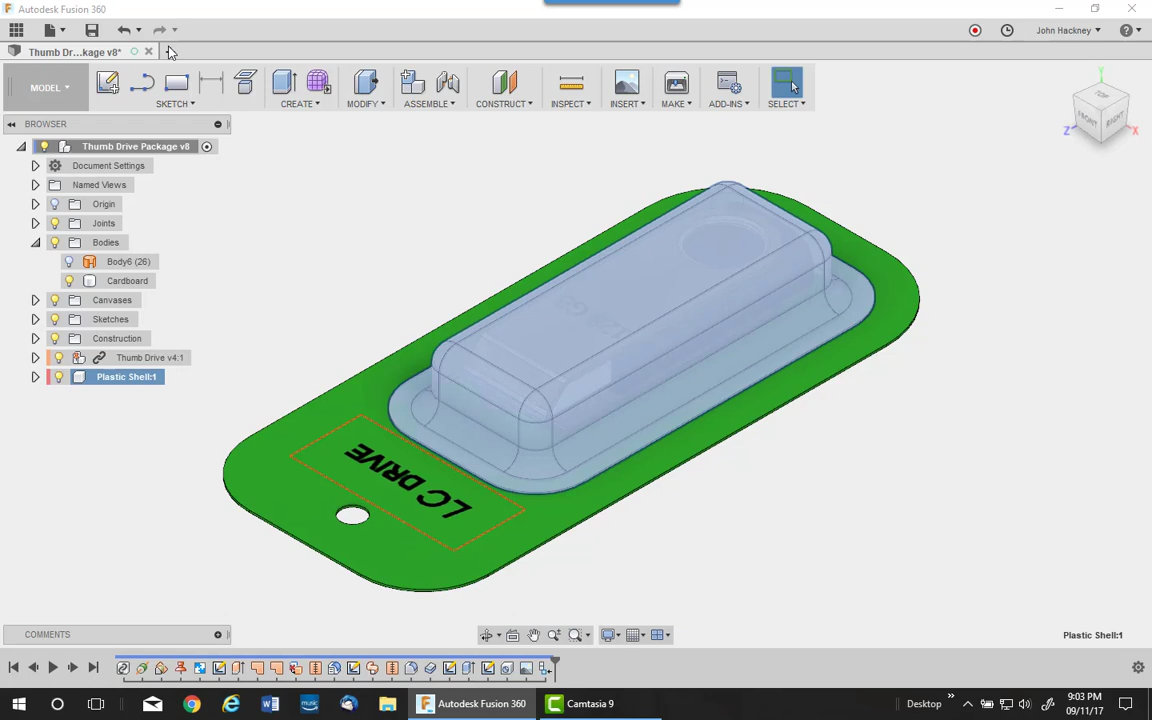 Autodesk Fusion 360
John Hackney
Thumb Dr...kage v8*
MODEL
SKETCH
CREATE
MODIFY
ASSEMBLE
CONSTRUCT
INSPECT
INSERT
MAKE
ADD-INS
SELECT
BROWSER
Thumb Drive Package v8
Document Settings
Named Views
Origin
Joints
Bodies
Body6 (26)
Cardboard
Canvases
Sketches
Construction
Thumb Drive v4:1
Plastic Shell:1
TOP
FRONT
RIGHT
Y
Z
X
LC DRIVE
COMMENTS
Plastic Shell:1
Autodesk Fusion 360
Camtasia 9
Desktop
9:03 PM
09/11/17